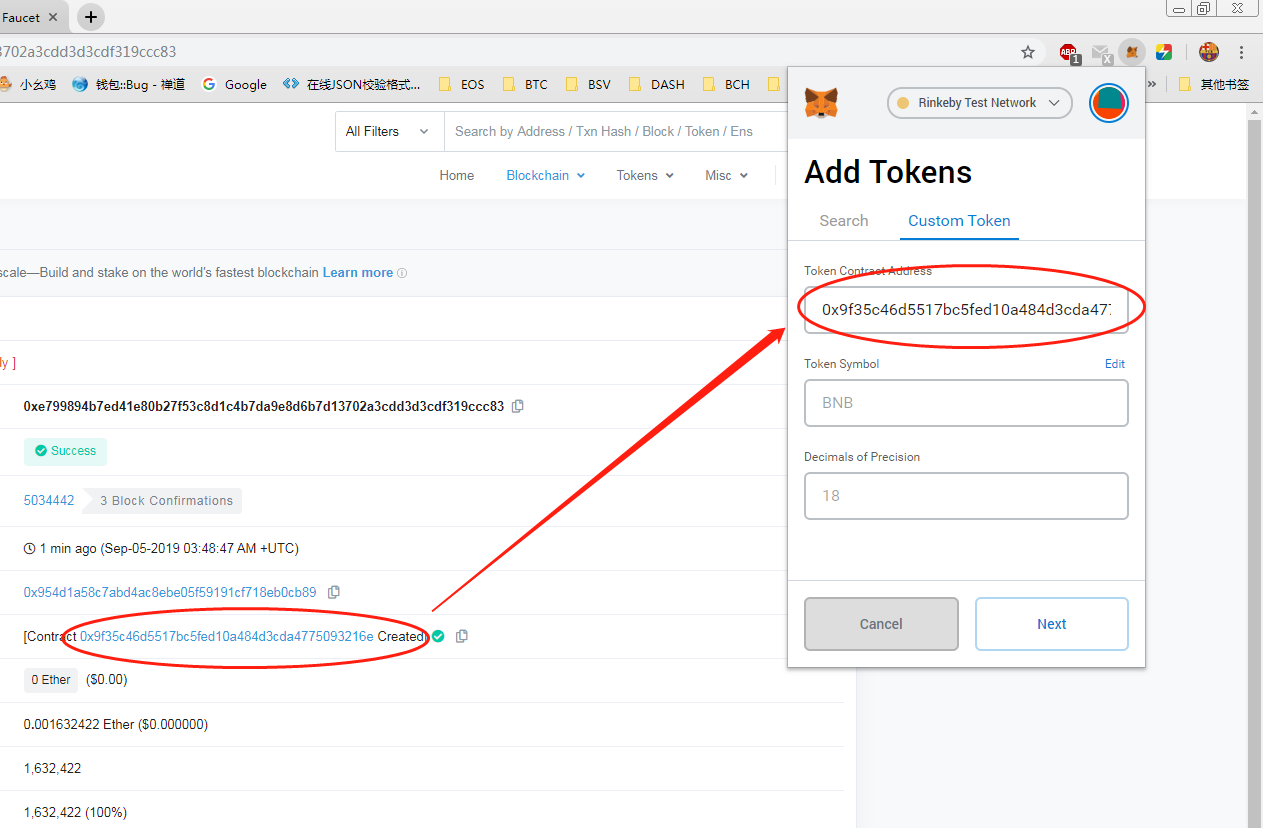 Faucet
3702a3cdd3d3cdf319ccc83
ABP
1
X
小幺鸡
钱包::Bug - 禅道
Google
在线JSON校验格式...
EOS
BTC
BSV
DASH
BCH
»
其他书签
All Filters
Search by Address / Txn Hash / Block / Token / Ens
Home
Blockchain
Tokens
Misc
scale—Build and stake on the world's fastest blockchain Learn more
ly ]
0xe799894b7ed41e80b27f53c8d1c4b7da9e8d6b7d13702a3cdd3d3cdf319ccc83
Success
5034442
3 Block Confirmations
1 min ago (Sep-05-2019 03:48:47 AM +UTC)
0x954d1a58c7abd4ac8ebe05f59191cf718eb0cb89
[Contract 0x9f35c46d5517bc5fed10a484d3cda4775093216e Created]
0 Ether
($0.00)
0.001632422 Ether ($0.000000)
1,632,422
1,632,422 (100%)
Rinkeby Test Network
Add Tokens
Search
Custom Token
Token Contract Address
0x9f35c46d5517bc5fed10a484d3cda477
Token Symbol
Edit
BNB
Decimals of Precision
18
Cancel
Next